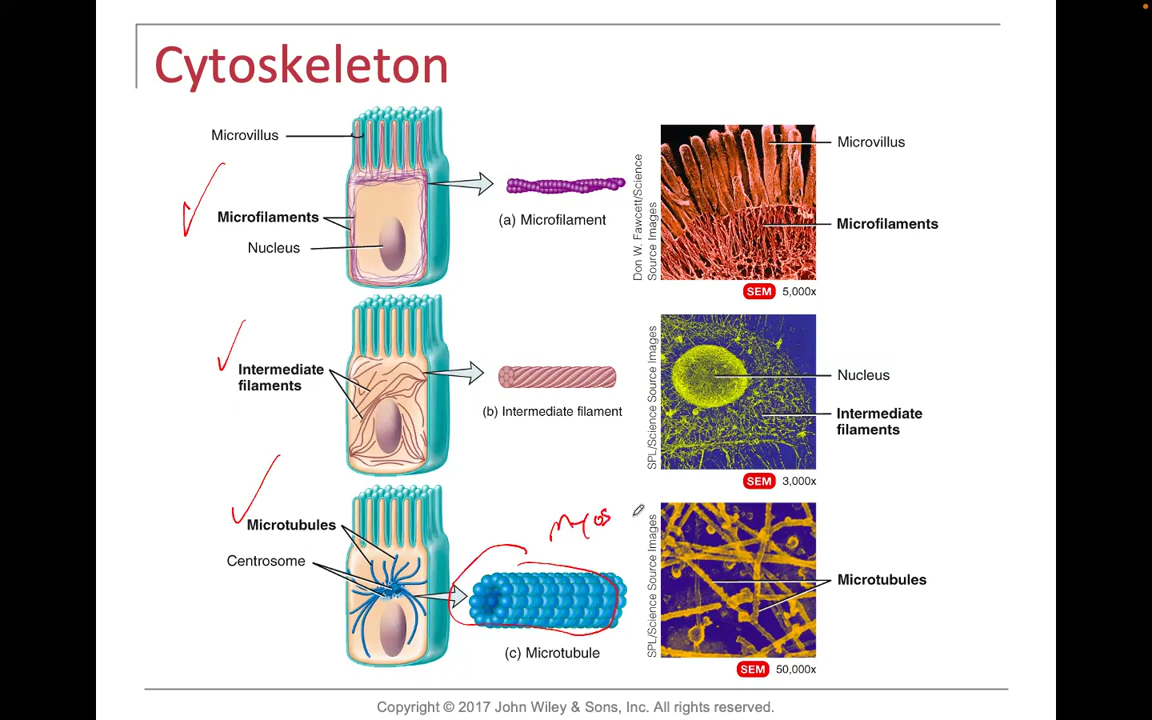 Cytoskeleton
Microvillus
Microfilaments
Nucleus
(a) Microfilament
Don W. Fawcett/Science
Source Images
Microvillus
Microfilaments
SEM 5,000x
Intermediate
filaments
(b) Intermediate filament
SPL/Science Source Images
Nucleus
Intermediate
filaments
SEM 3,000x
Microtubules
Centrosome
(c) Microtubule
SPL/Science Source Images
Microtubules
SEM 50,000x
Copyright © 2017 John Wiley & Sons, Inc. All rights reserved.